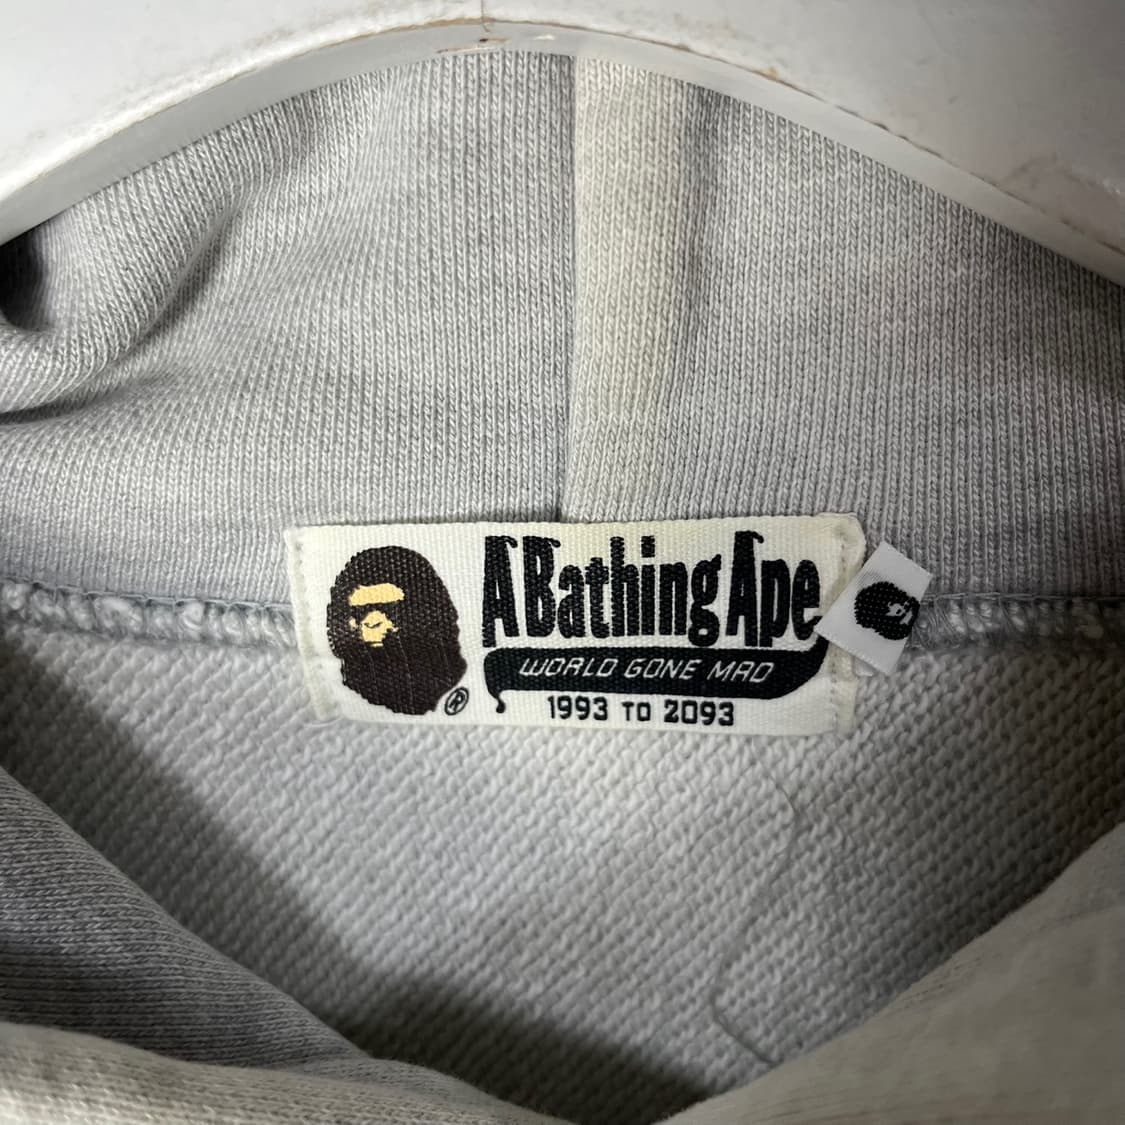 A Bathing Ape
WORLD GONE MAD
1993 TO 2093
®